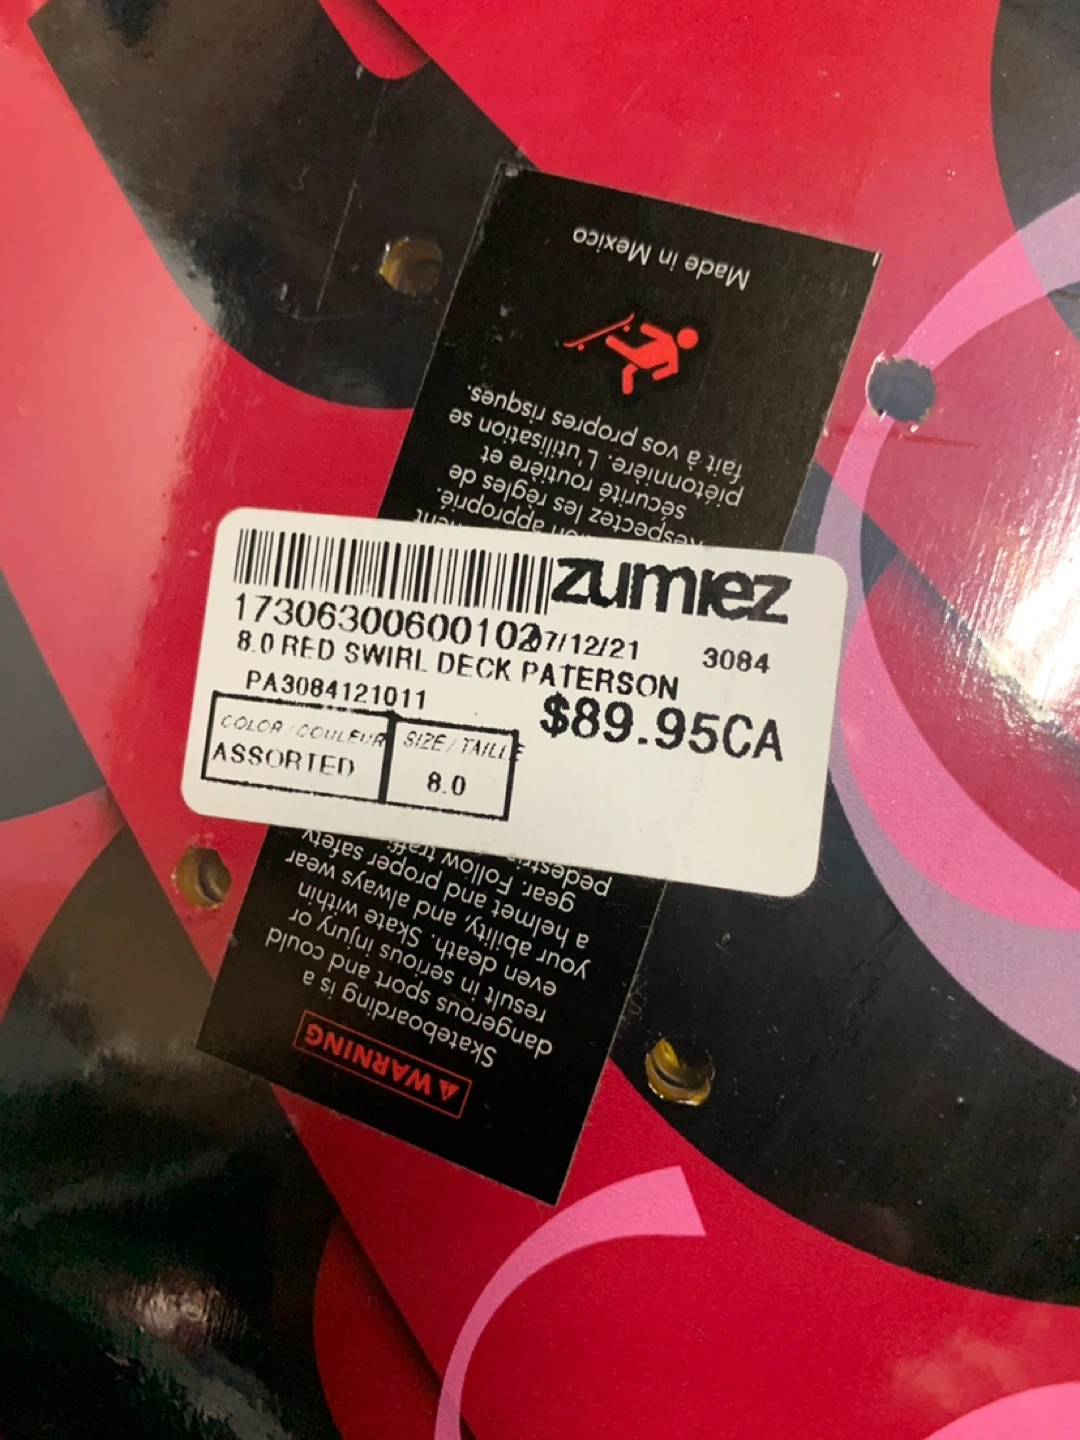 zumiez
173063006001020
07/12/21
3084
8.0 RED SWIRL DECK PATERSON
PA3084121011
$89.95CA
COLOR/COULEUR
SIZE/TAILLE
ASSORTED
8.0
WARNING
Skateboarding is a
dangerous sport and could
result in serious injury or
even death. Skate within
your ability, and always wear
a helmet and proper safety
gear. Follow
approprié.
Respectez les règles de
sécurité routière et
piétonnière. L'utilisation se
fait à vos propres risques.
Made in Mexico